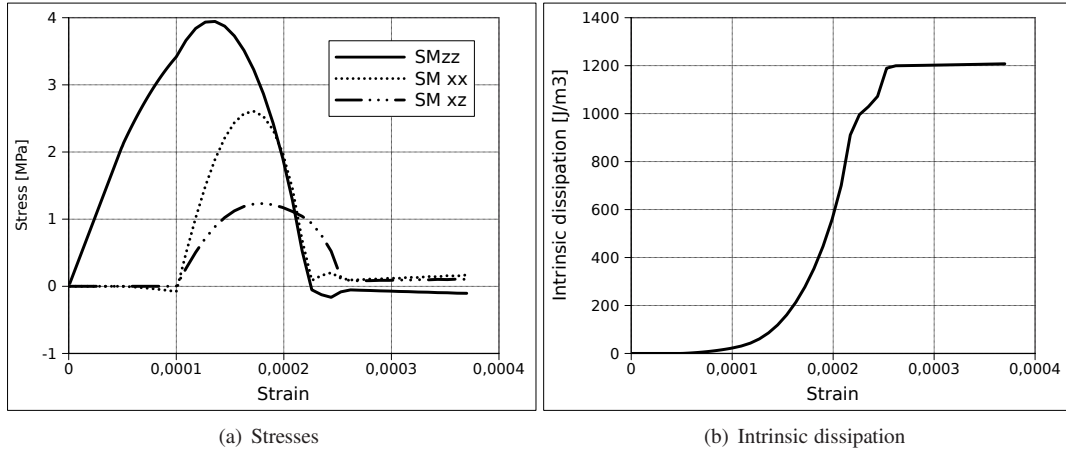 4
3
2
1
0
-1
Stress [MPa]
SMzz
SM xx
SM xz
0
0,0001
0,0002
0,0003
0,0004
Strain
(a) Stresses
1400
1200
1000
800
600
400
200
0
Intrinsic dissipation [J/m3]
0
0,0001
0,0002
0,0003
0,0004
Strain
(b) Intrinsic dissipation